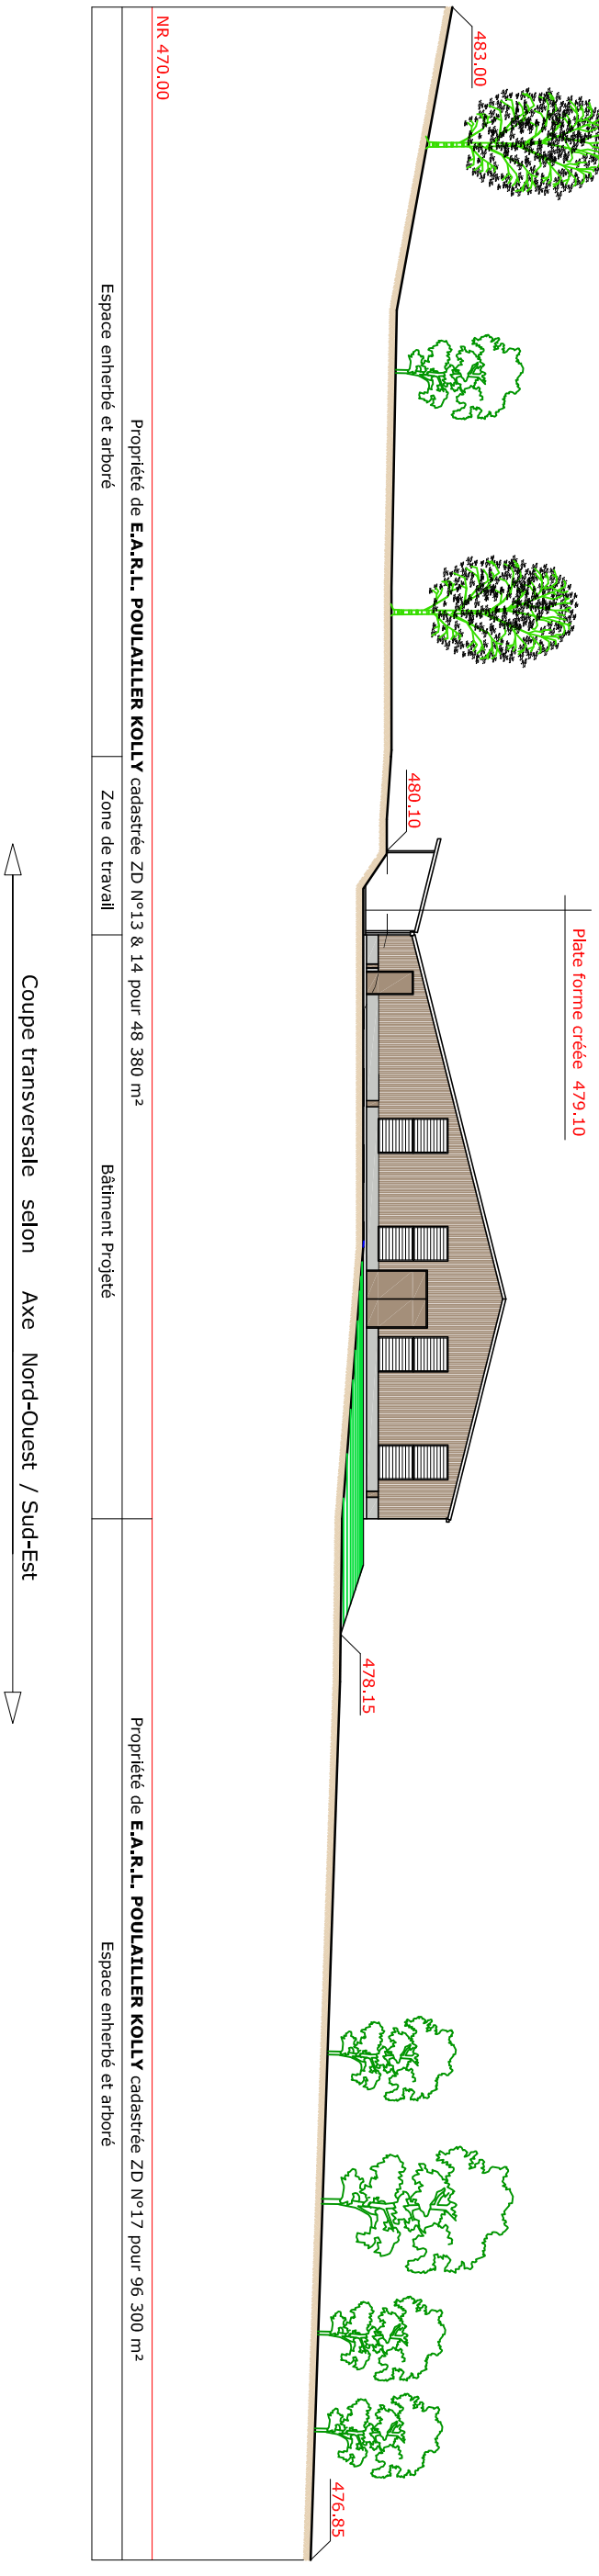 483.00
480.10
Plate forme créée 479.10
478.15
476.85
NR 470.00
Propriété de E.A.R.L. POULAILLER KOLLY cadastrée ZD N°13 & 14 pour 48 380 m²
Propriété de E.A.R.L. POULAILLER KOLLY cadastrée ZD N°17 pour 96 300 m²
Espace enherbé et arboré
Zone de travail
Bâtiment Projeté
Espace enherbé et arboré
Coupe transversale selon Axe Nord-Ouest / Sud-Est